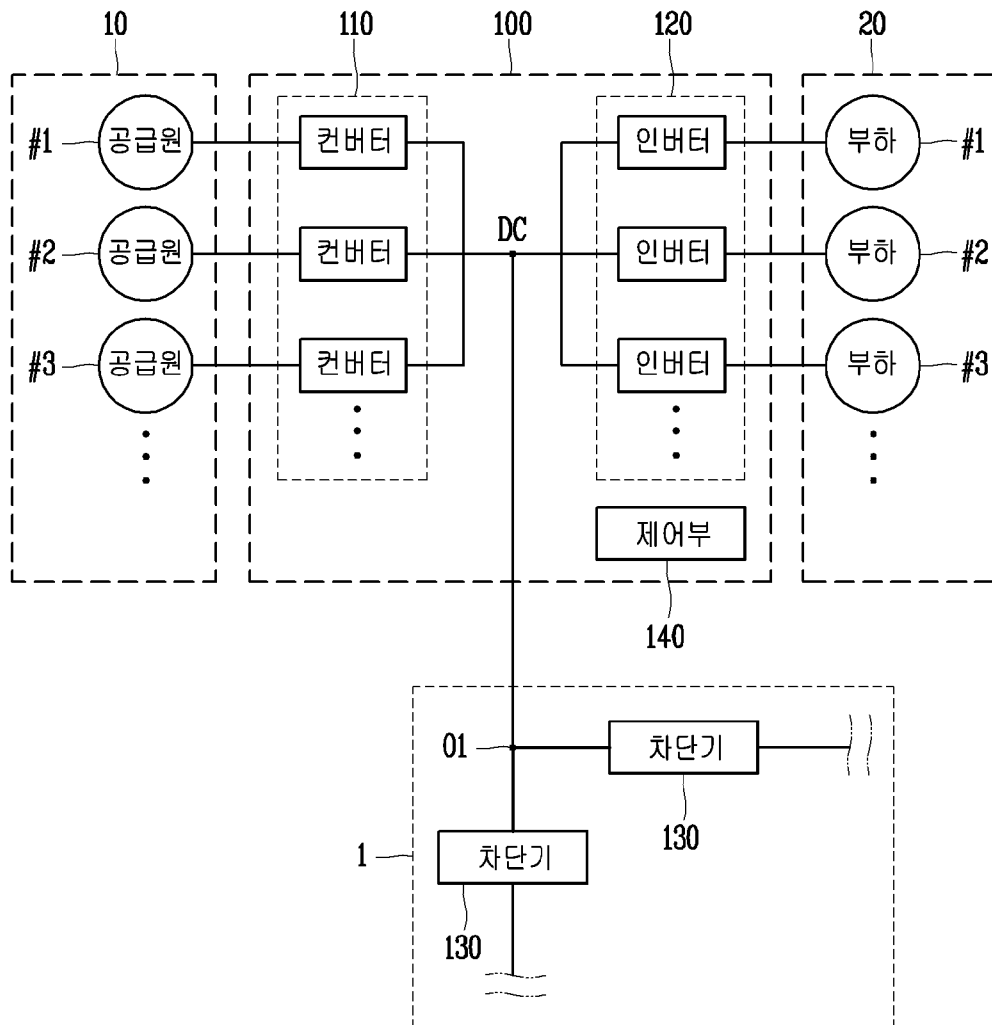 10 110 100 120 20
#1 공급원 컨버터 인버터 부하 #1
DC
#2 공급원 컨버터 인버터 부하 #2
#3 공급원 컨버터 인버터 부하 #3
제어부
140
01 차단기
130
1 차단기
130